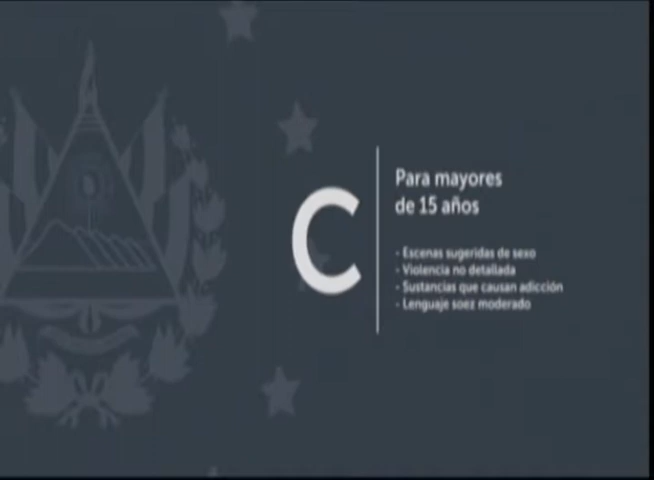 C
Para mayores
de 15 años
- Escenas sugeridas de sexo
- Violencia no detallada
- Sustancias que causan adicción
- Lenguaje soez moderado